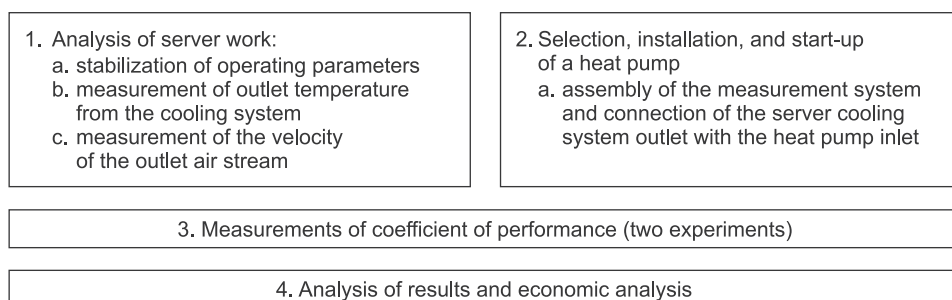 1. Analysis of server work:
a. stabilization of operating parameters
b. measurement of outlet temperature
from the cooling system
c. measurement of the velocity
of the outlet air stream
2. Selection, installation, and start-up
of a heat pump
a. assembly of the measurement system
and connection of the server cooling
system outlet with the heat pump inlet
3. Measurements of coefficient of performance (two experiments)
4. Analysis of results and economic analysis